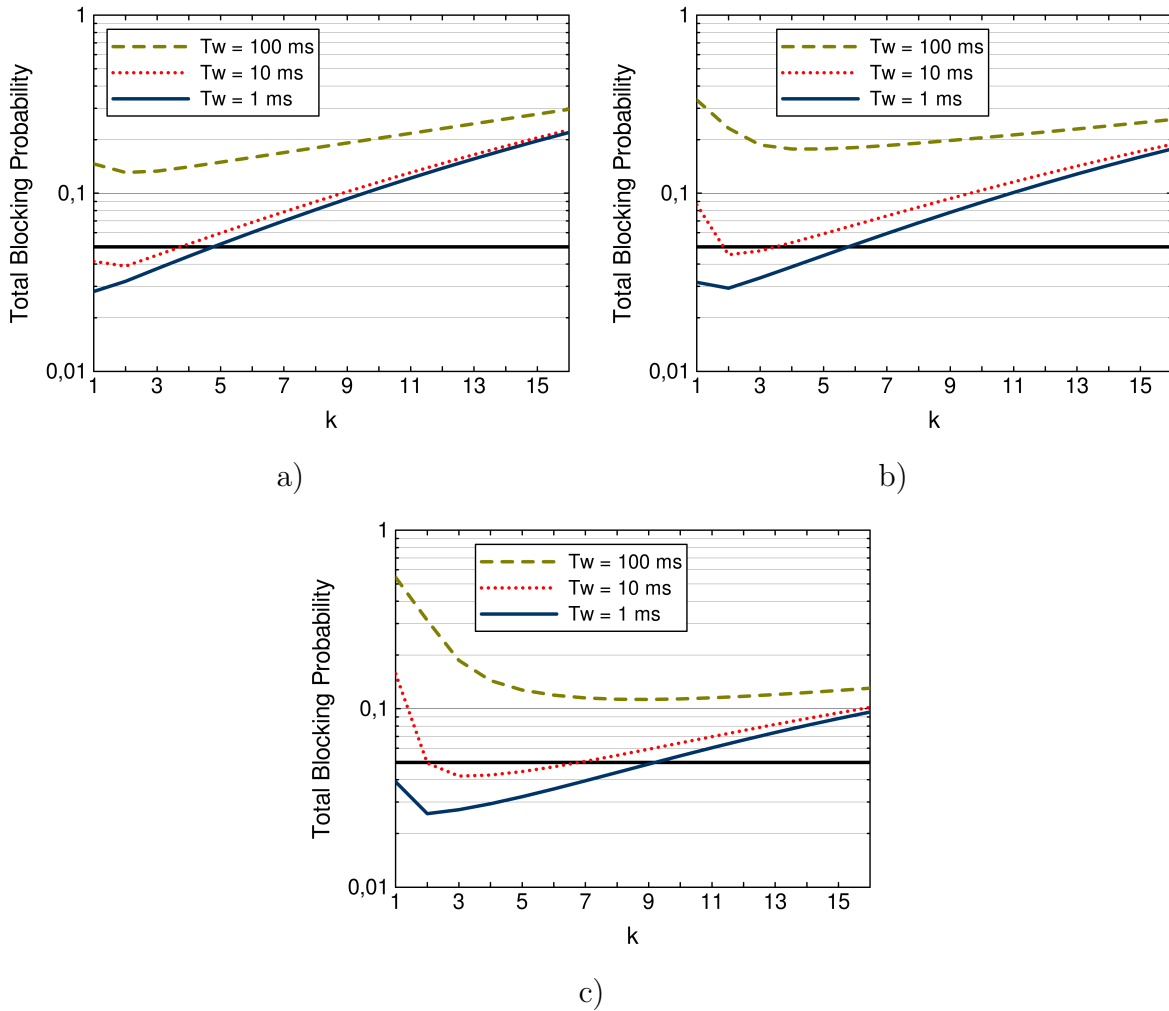 Total Blocking Probability
1
0,1
0,01
Tw = 100 ms
Tw = 10 ms
Tw = 1 ms
1 3 5 7 9 11 13 15
k
a)
Total Blocking Probability
1
0,1
0,01
Tw = 100 ms
Tw = 10 ms
Tw = 1 ms
1 3 5 7 9 11 13 15
k
b)
Total Blocking Probability
1
0,1
0,01
Tw = 100 ms
Tw = 10 ms
Tw = 1 ms
1 3 5 7 9 11 13 15
k
c)